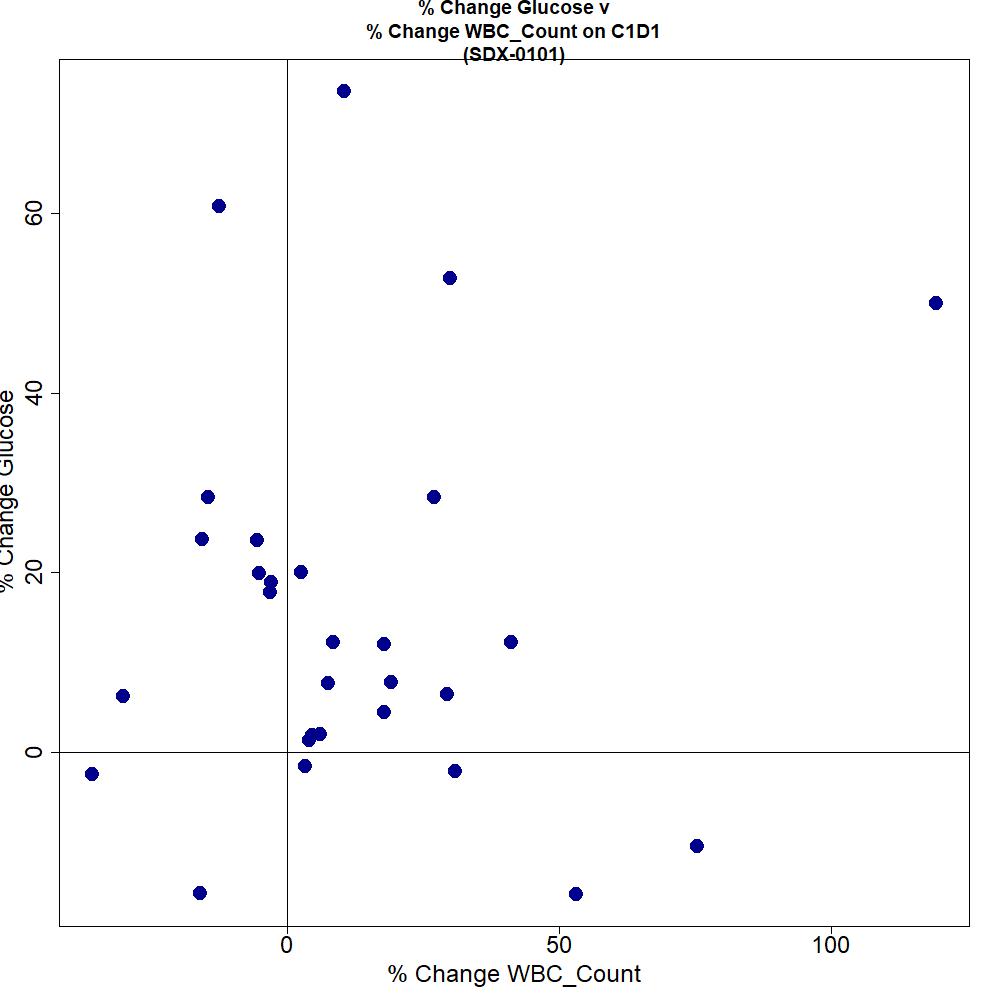 % Change Glucose v
% Change WBC_Count on C1D1
(SDX-0101)
% Change Glucose
60
40
20
0
0
50
100
% Change WBC_Count